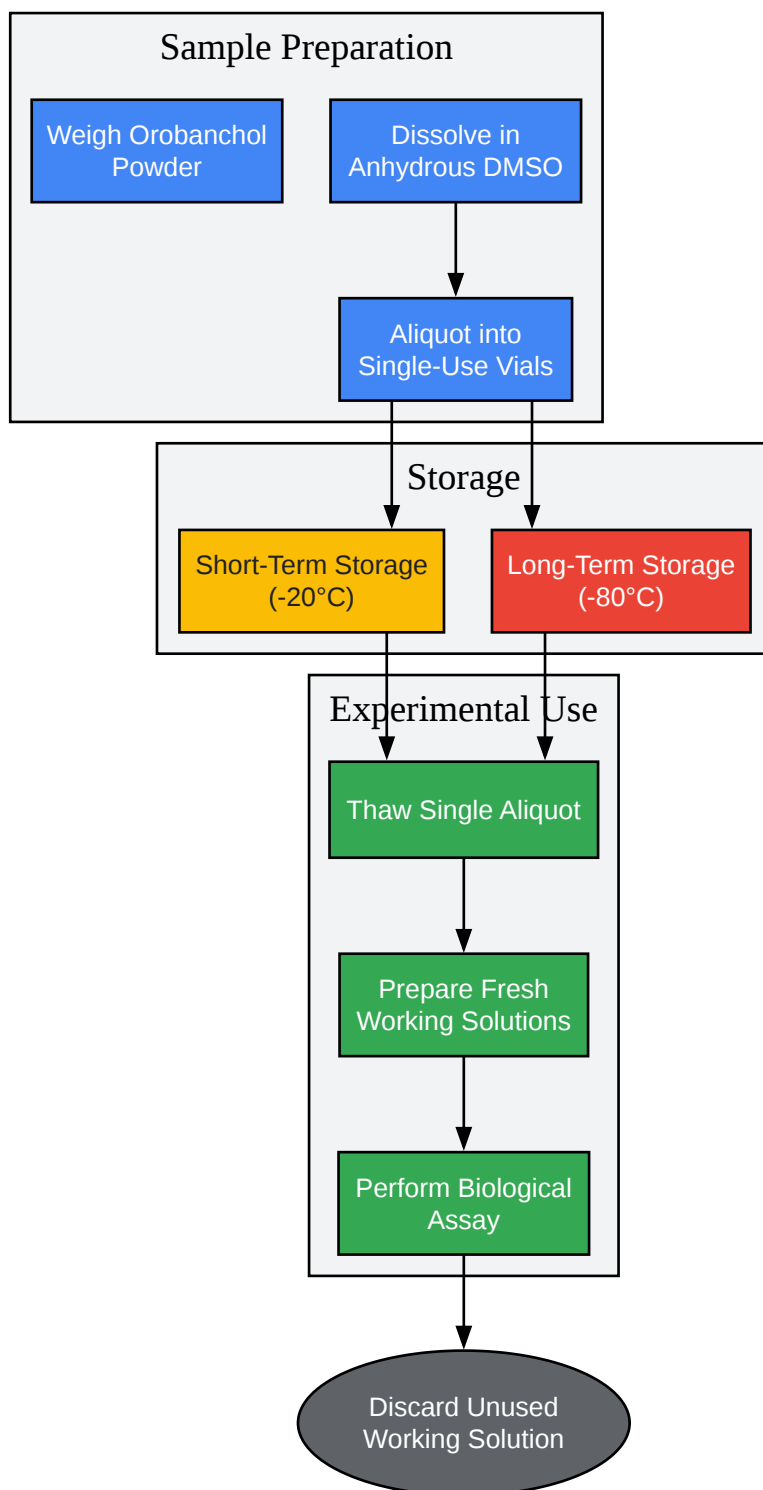 Sample Preparation
Weigh Orobanchol
Powder
Dissolve in
Anhydrous DMSO
Aliquot into
Single-Use Vials
Storage
Short-Term Storage
(-20°C)
Long-Term Storage
(-80°C)
Experimental Use
Thaw Single Aliquot
Prepare Fresh
Working Solutions
Perform Biological
Assay
Discard Unused
Working Solution